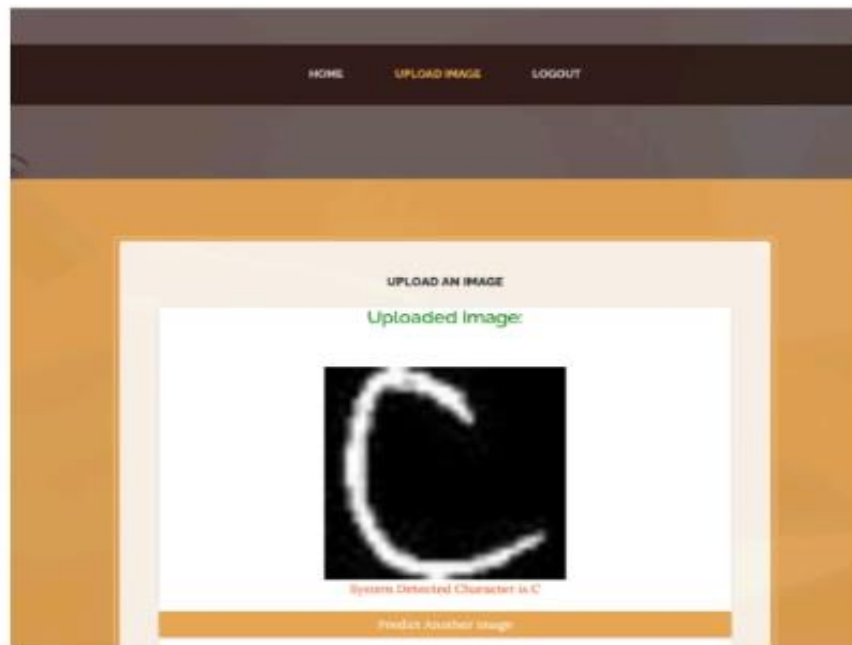 HOME UPLOAD IMAGE LOGOUT
UPLOAD AN IMAGE
Uploaded Image:
C
System Detected Character is C
Predict Another Image